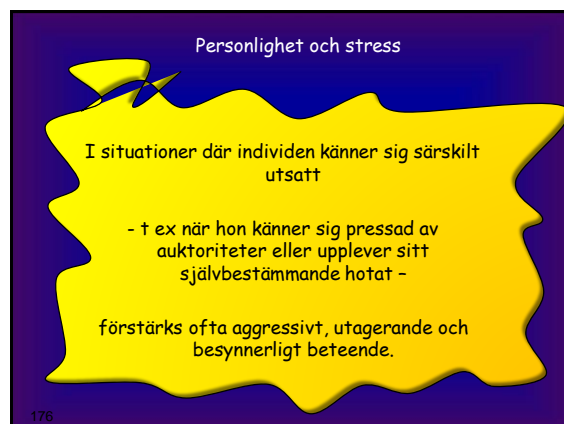 Personlighet och stress
I situationer där individen känner sig särskilt
utsatt
- t ex när hon känner sig pressad av
auktoriteter eller upplever sitt
självbestämmande hotat –
förstärks ofta aggressivt, utagerande och
besynnerligt beteende.
176